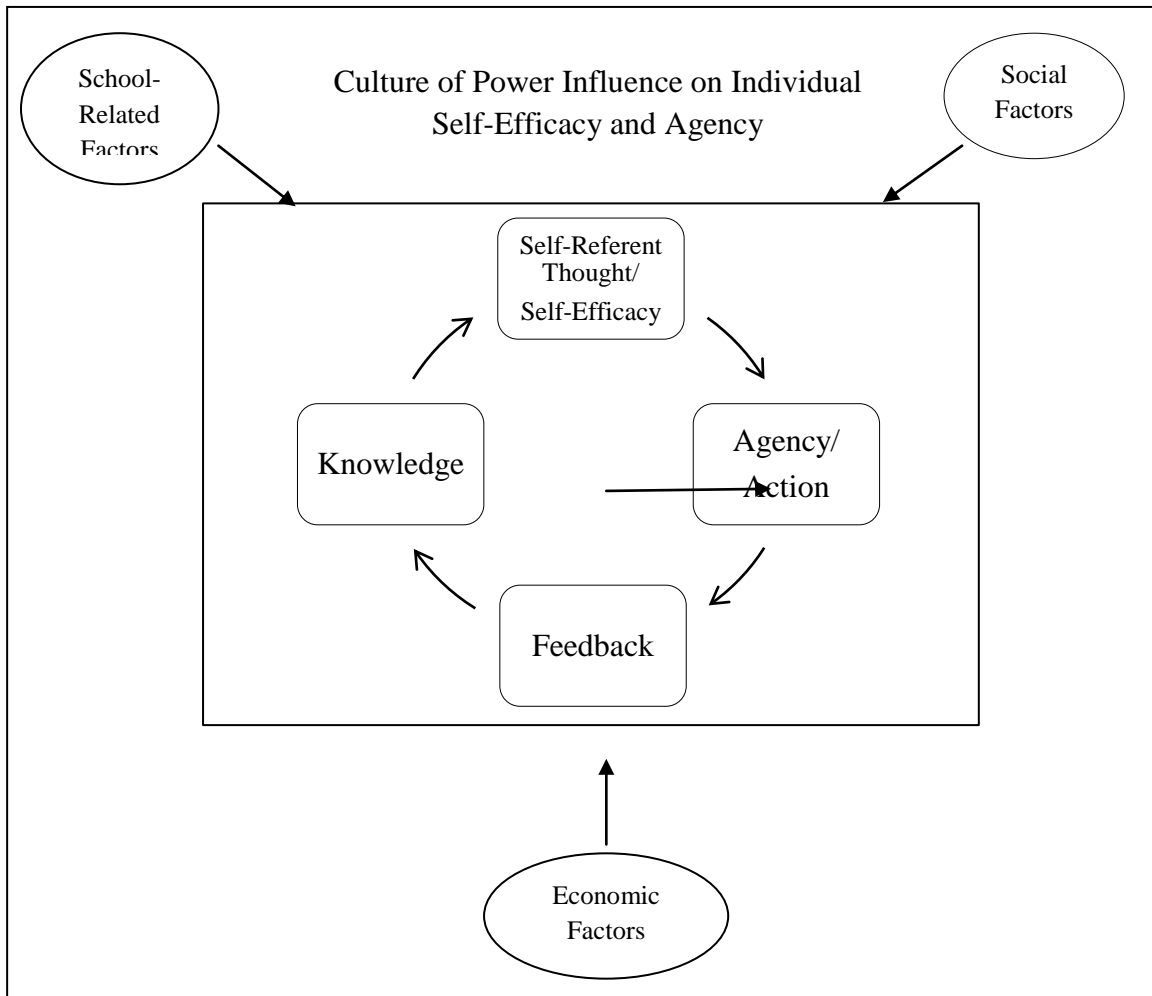 School-
Related
Factors
Culture of Power Influence on Individual
Self-Efficacy and Agency
Social
Factors
Self-Referent
Thought/
Self-Efficacy
Knowledge
Agency/
Action
Feedback
Economic
Factors